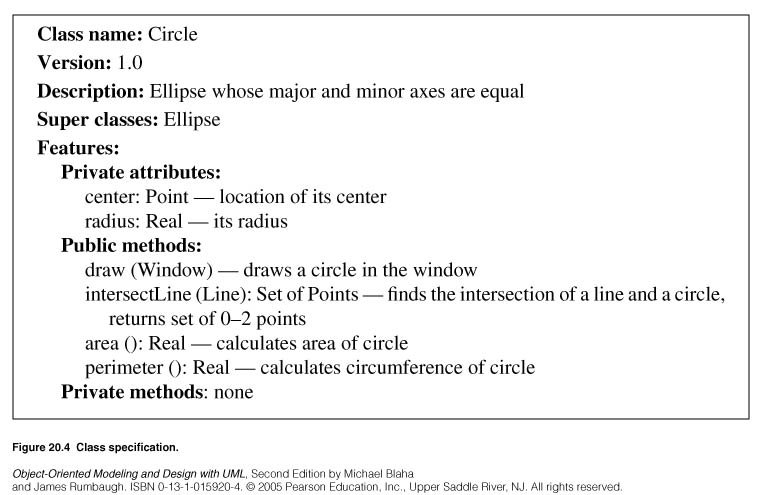 Class name: Circle
Version: 1.0
Description: Ellipse whose major and minor axes are equal
Super classes: Ellipse
Features:
Private attributes:
center: Point — location of its center
radius: Real — its radius
Public methods:
draw (Window) — draws a circle in the window
intersectLine (Line): Set of Points — finds the intersection of a line and a circle,
returns set of 0–2 points
area (): Real — calculates area of circle
perimeter (): Real — calculates circumference of circle
Private methods: none
Figure 20.4 Class specification.
Object-Oriented Modeling and Design with UML, Second Edition by Michael Blaha
and James Rumbaugh. ISBN 0-13-1-015920-4. © 2005 Pearson Education, Inc., Upper Saddle River, NJ. All rights reserved.